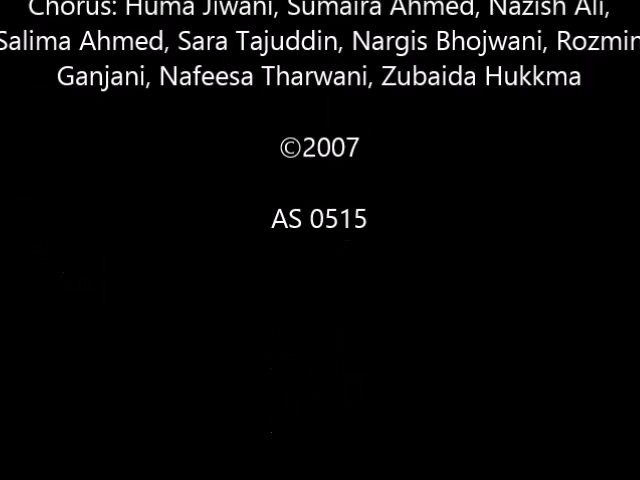 Chorus: Huma Jiwani, Sumaira Ahmed, Nazish Ali,
Salima Ahmed, Sara Tajuddin, Nargis Bhojwani, Rozmin
Ganjani, Nafeesa Tharwani, Zubaida Hukkma
©2007
AS 0515